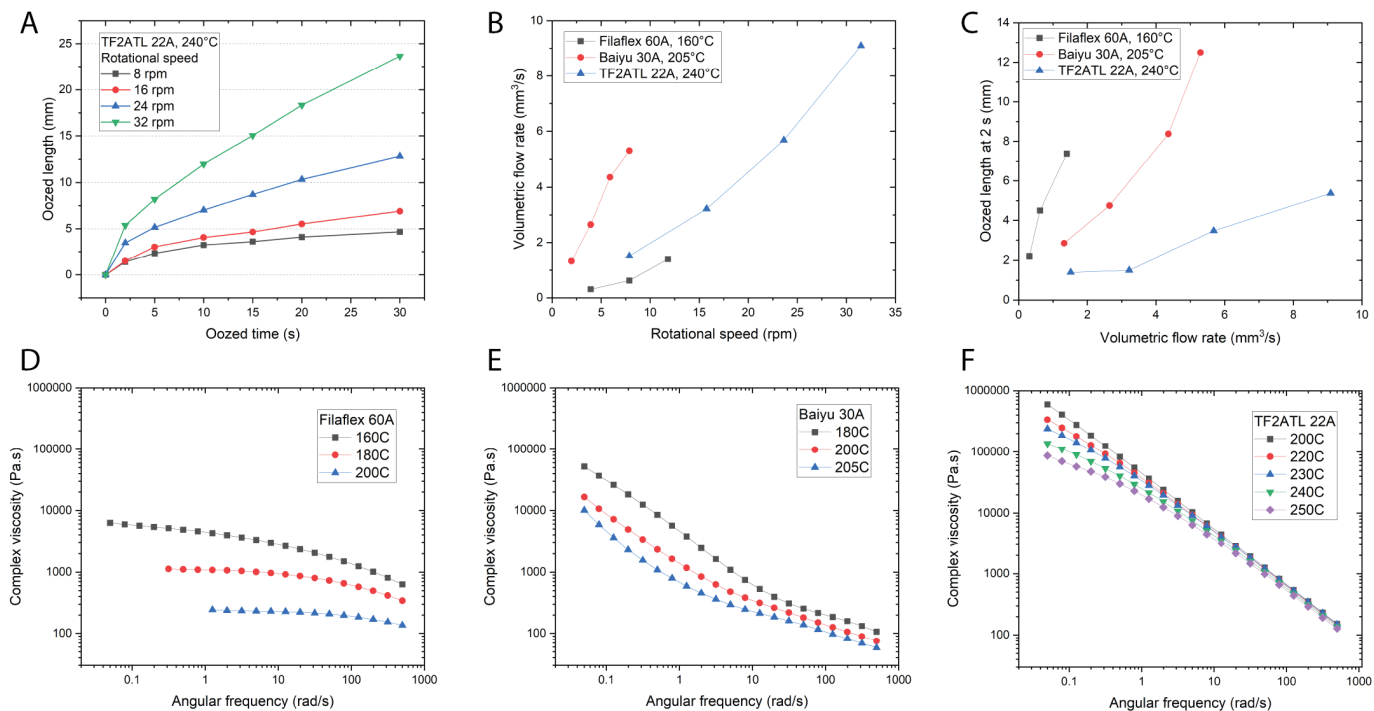 A
TF2ATL 22A, 240°C
Rotational speed
8 rpm
16 rpm
24 rpm
32 rpm
25
20
15
10
5
0
Oozed length (mm)
0 5 10 15 20 25 30
Oozed time (s)
B
Filaflex 60A, 160°C
Baiyu 30A, 205°C
TF2ATL 22A, 240°C
10
8
6
4
2
0
Volumetric flow rate (mm³/s)
0 5 10 15 20 25 30 35
Rotational speed (rpm)
C
Filaflex 60A, 160°C
Baiyu 30A, 205°C
TF2ATL 22A, 240°C
14
12
10
8
6
4
2
0
Oozed length at 2 s (mm)
0 2 4 6 8 10
Volumetric flow rate (mm³/s)
D
Filaflex 60A
160C
180C
200C
1000000
100000
10000
1000
100
Complex viscosity (Pa.s)
0.1 1 10 100 1000
Angular frequency (rad/s)
E
Baiyu 30A
180C
200C
205C
1000000
100000
10000
1000
100
Complex viscosity (Pa.s)
0.1 1 10 100 1000
Angular frequency (rad/s)
F
TF2ATL 22A
200C
220C
230C
240C
250C
1000000
100000
10000
1000
100
Complex viscosity (Pa.s)
0.1 1 10 100 1000
Angular frequency (rad/s)